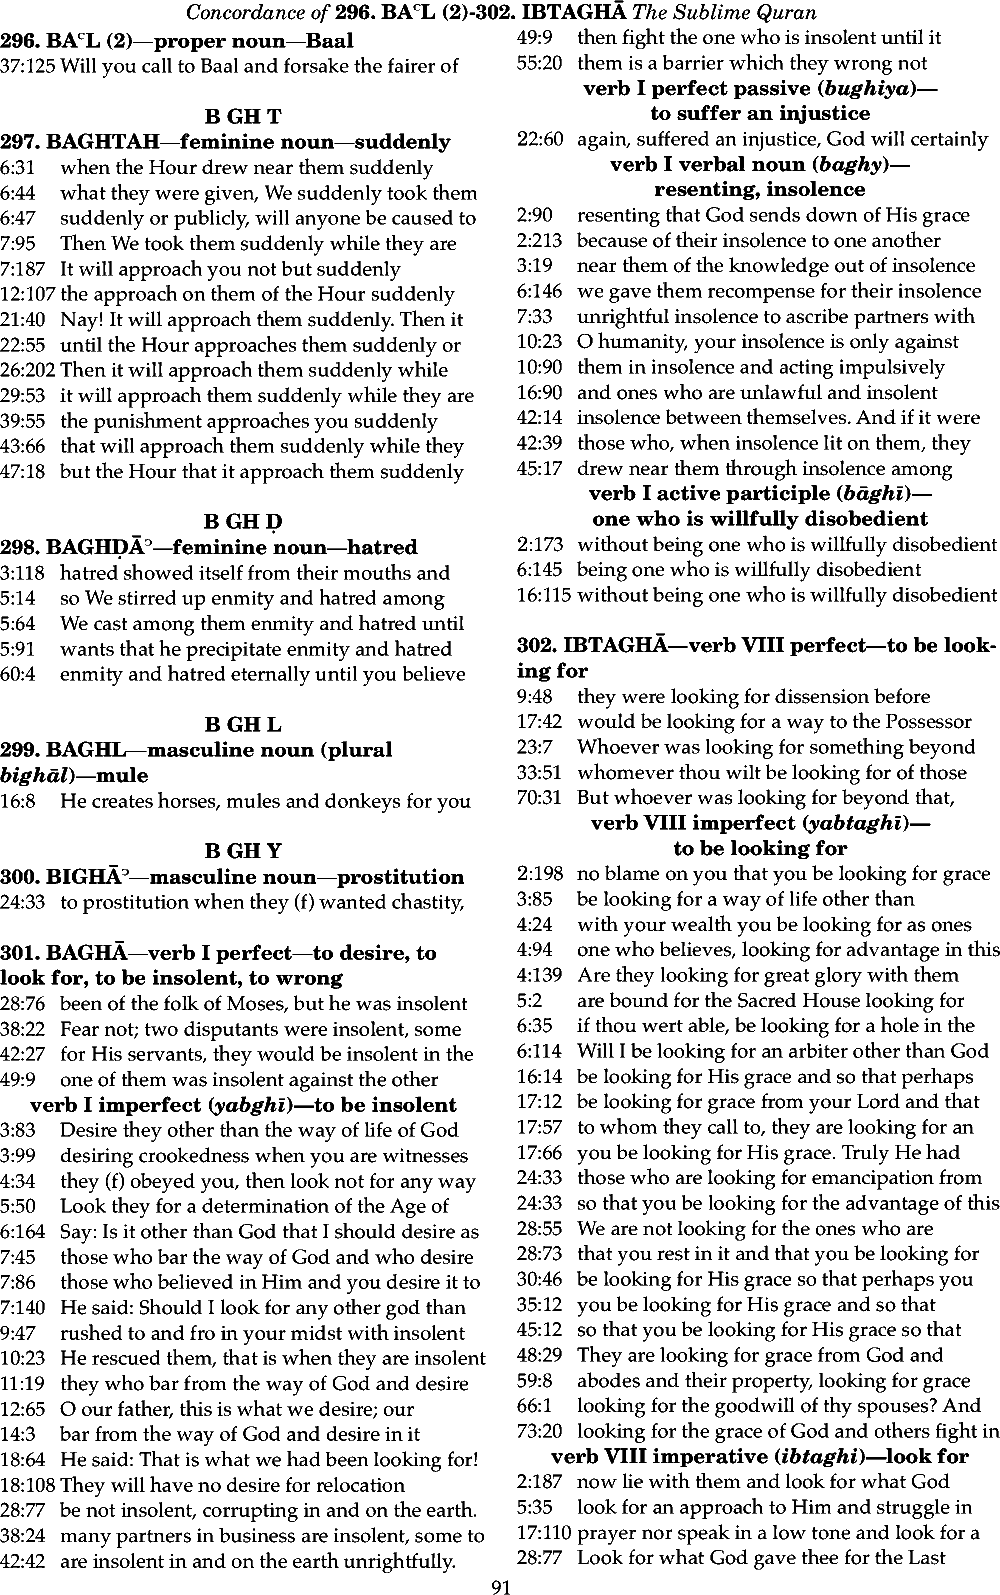 Concordance of 296. BAᶜL (2)-302. IBTAGHĀ The Sublime Quran
296. BAᶜL (2)—proper noun—Baal
37:125 Will you call to Baal and forsake the fairer of
B GH T
297. BAGHTAH—feminine noun—suddenly
6:31 when the Hour drew near them suddenly
6:44 what they were given, We suddenly took them
6:47 suddenly or publicly, will anyone be caused to
7:95 Then We took them suddenly while they are
7:187 It will approach you not but suddenly
12:107 the approach on them of the Hour suddenly
21:40 Nay! It will approach them suddenly. Then it
22:55 until the Hour approaches them suddenly or
26:202 Then it will approach them suddenly while
29:53 it will approach them suddenly while they are
39:55 the punishment approaches you suddenly
43:66 that will approach them suddenly while they
47:18 but the Hour that it approach them suddenly
B GH Ḍ
298. BAGHḌĀᵓ—feminine noun—hatred
3:118 hatred showed itself from their mouths and
5:14 so We stirred up enmity and hatred among
5:64 We cast among them enmity and hatred until
5:91 wants that he precipitate enmity and hatred
60:4 enmity and hatred eternally until you believe
B GH L
299. BAGHL—masculine noun (plural
bighāl)—mule
16:8 He creates horses, mules and donkeys for you
B GH Y
300. BIGHĀᵓ—masculine noun—prostitution
24:33 to prostitution when they (f) wanted chastity,
301. BAGHĀ—verb I perfect—to desire, to
look for, to be insolent, to wrong
28:76 been of the folk of Moses, but he was insolent
38:22 Fear not; two disputants were insolent, some
42:27 for His servants, they would be insolent in the
49:9 one of them was insolent against the other
verb I imperfect (yabghī)—to be insolent
3:83 Desire they other than the way of life of God
3:99 desiring crookedness when you are witnesses
4:34 they (f) obeyed you, then look not for any way
5:50 Look they for a determination of the Age of
6:164 Say: Is it other than God that I should desire as
7:45 those who bar the way of God and who desire
7:86 those who believed in Him and you desire it to
7:140 He said: Should I look for any other god than
9:47 rushed to and fro in your midst with insolent
10:23 He rescued them, that is when they are insolent
11:19 they who bar from the way of God and desire
12:65 O our father, this is what we desire; our
14:3 bar from the way of God and desire in it
18:64 He said: That is what we had been looking for!
18:108 They will have no desire for relocation
28:77 be not insolent, corrupting in and on the earth.
38:24 many partners in business are insolent, some to
42:42 are insolent in and on the earth unrightfully.
49:9 then fight the one who is insolent until it
55:20 them is a barrier which they wrong not
verb I perfect passive (bughiya)—
to suffer an injustice
22:60 again, suffered an injustice, God will certainly
verb I verbal noun (baghy)—
resenting, insolence
2:90 resenting that God sends down of His grace
2:213 because of their insolence to one another
3:19 near them of the knowledge out of insolence
6:146 we gave them recompense for their insolence
7:33 unrightful insolence to ascribe partners with
10:23 O humanity, your insolence is only against
10:90 them in insolence and acting impulsively
16:90 and ones who are unlawful and insolent
42:14 insolence between themselves. And if it were
42:39 those who, when insolence lit on them, they
45:17 drew near them through insolence among
verb I active participle (bāghī)—
one who is willfully disobedient
2:173 without being one who is willfully disobedient
6:145 being one who is willfully disobedient
16:115 without being one who is willfully disobedient
302. IBTAGHĀ—verb VIII perfect—to be look-
ing for
9:48 they were looking for dissension before
17:42 would be looking for a way to the Possessor
23:7 Whoever was looking for something beyond
33:51 whomever thou wilt be looking for of those
70:31 But whoever was looking for beyond that,
verb VIII imperfect (yabtaghī)—
to be looking for
2:198 no blame on you that you be looking for grace
3:85 be looking for a way of life other than
4:24 with your wealth you be looking for as ones
4:94 one who believes, looking for advantage in this
4:139 Are they looking for great glory with them
5:2 are bound for the Sacred House looking for
6:35 if thou wert able, be looking for a hole in the
6:114 Will I be looking for an arbiter other than God
16:14 be looking for His grace and so that perhaps
17:12 be looking for grace from your Lord and that
17:57 to whom they call to, they are looking for an
17:66 you be looking for His grace. Truly He had
24:33 those who are looking for emancipation from
24:33 so that you be looking for the advantage of this
28:55 We are not looking for the ones who are
28:73 that you rest in it and that you be looking for
30:46 be looking for His grace so that perhaps you
35:12 you be looking for His grace and so that
45:12 so that you be looking for His grace so that
48:29 They are looking for grace from God and
59:8 abodes and their property, looking for grace
66:1 looking for the goodwill of thy spouses? And
73:20 looking for the grace of God and others fight in
verb VIII imperative (ibtaghi)—look for
2:187 now lie with them and look for what God
5:35 look for an approach to Him and struggle in
17:110 prayer nor speak in a low tone and look for a
28:77 Look for what God gave thee for the Last
91